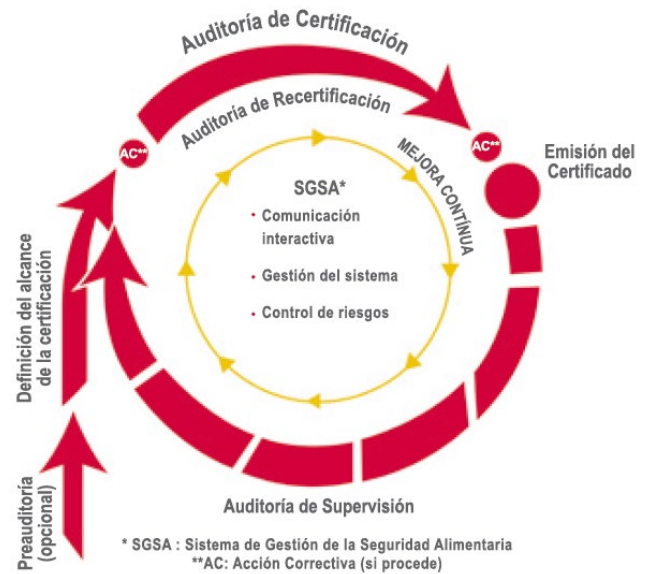 Auditoría de Certificación
Auditoría de Recertificación
AC**
AC**
MEJORA CONTÍNUA
Emisión del
Certificado
SGSA*
• Comunicación
interactiva
• Gestión del sistema
• Control de riesgos
Definición del alcance
de la certificación
Preauditoría
(opcional)
Auditoría de Supervisión
* SGSA : Sistema de Gestión de la Seguridad Alimentaria
**AC: Acción Correctiva (si procede)